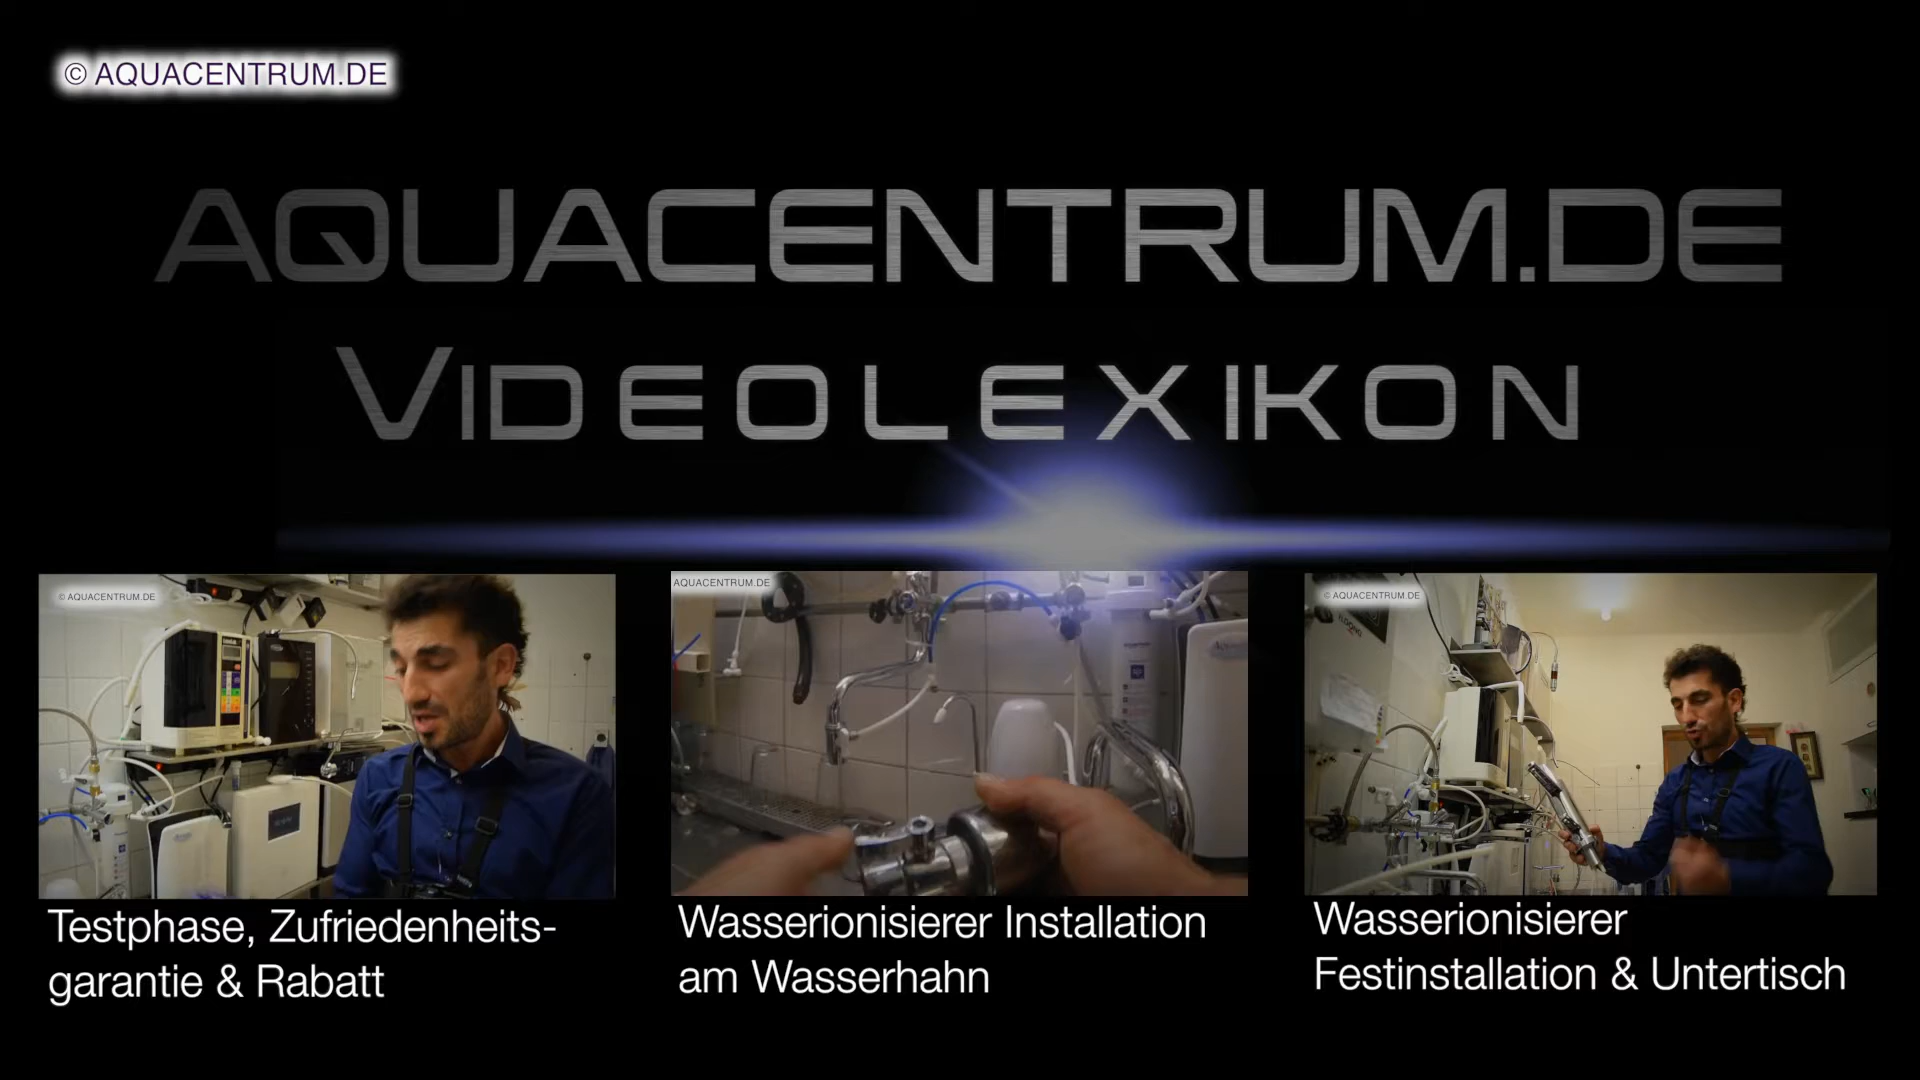 © AQUACENTRUM.DE
AQUACENTRUM.DE
VIDEOLEXIKON
© AQUACENTRUM.DE
AQUACENTRUM.DE
© AQUACENTRUM.DE
Testphase, Zufriedenheits-
garantie & Rabatt
Wasserionisierer Installation
am Wasserhahn
Wasserionisierer
Festinstallation & Untertisch